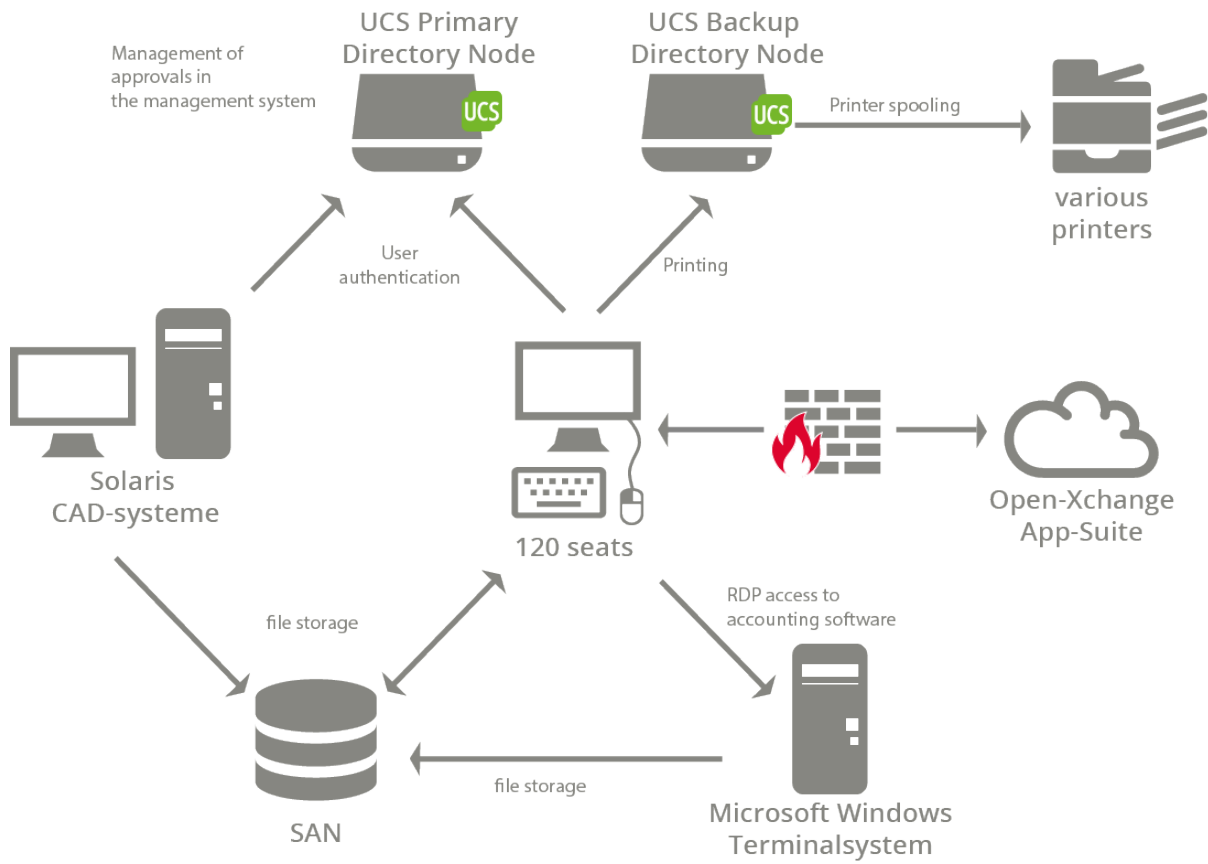 UCS Primary
Directory Node
UCS Backup
Directory Node
Management of
approvals in
the management system
UCS
UCS
Printer spooling
various
printers
User
authentication
Printing
Solaris
CAD-systeme
120 seats
Open-Xchange
App-Suite
RDP access to
accounting software
file storage
file storage
SAN
Microsoft Windows
Terminalsystem